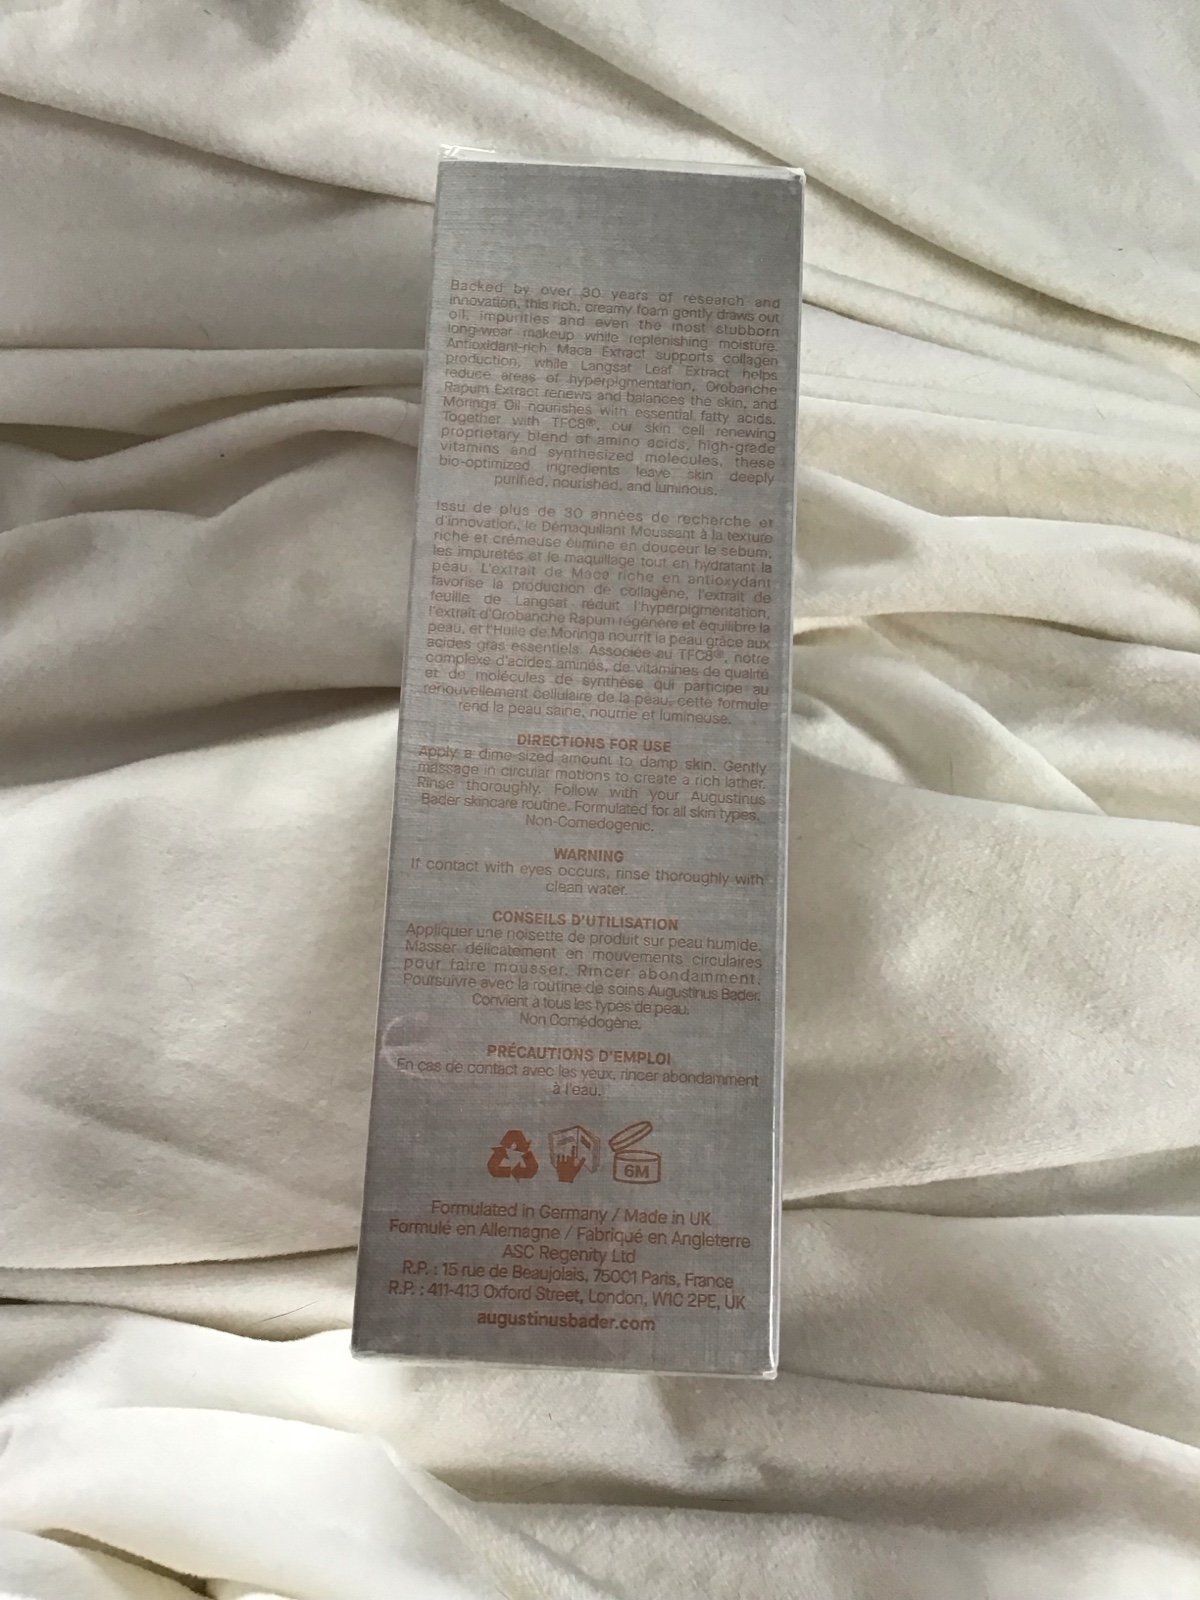 Backed by over 30 years of research and
innovation, this rich, creamy foam gently draws out
oil, impurities and even the most stubborn
long-wear makeup while replenishing moisture.
Antioxidant-rich Maca Extract supports collagen
production, while Langsat Leaf Extract helps
reduce areas of hyperpigmentation, Orobanche
Rapum Extract renews and balances the skin, and
Moringa Oil nourishes with essential fatty acids.
Together with TFC8®, our skin cell renewing
proprietary blend of amino acids, high-grade
vitamins and synthesized molecules, these
bio-optimized ingredients leave skin deeply
purified, nourished, and luminous.
Issu de plus de 30 années de recherche et
d'innovation, le Démaquillant Moussant à la texture
riche et crémeuse élimine en douceur le sébum,
les impuretés et le maquillage tout en hydratant la
peau. L'extrait de Maca riche en antioxydant
favorise la production de collagène, l'extrait de
feuille de Langsat réduit l'hyperpigmentation,
l'extrait d'Orobanche Rapum régénère et équilibre la
peau, et l'Huile de Moringa nourrit la peau grâce aux
acides gras essentiels. Associée au TFC8®, notre
complexe d'acides aminés, de vitamines de qualité
et de molécules de synthèse qui participe au
renouvellement cellulaire de la peau, cette formule
rend la peau saine, nourrie et lumineuse.
DIRECTIONS FOR USE
Apply a dime-sized amount to damp skin. Gently
massage in circular motions to create a rich lather.
Rinse thoroughly. Follow with your Augustinus
Bader skincare routine. Formulated for all skin types.
Non-Comedogenic.
WARNING
If contact with eyes occurs, rinse thoroughly with
clean water.
CONSEILS D'UTILISATION
Appliquer une noisette de produit sur peau humide.
Masser délicatement en mouvements circulaires
pour faire mousser. Rincer abondamment.
Poursuivre avec la routine de soins Augustinus Bader.
Convient à tous les types de peau.
Non Comédogène.
PRÉCAUTIONS D'EMPLOI
En cas de contact avec les yeux, rincer abondamment
à l'eau.
6M
Formulated in Germany / Made in UK
Formulé en Allemagne / Fabriqué en Angleterre
ASC Regenity Ltd
R.P. : 15 rue de Beaujolais, 75001 Paris, France
R.P. : 411-413 Oxford Street, London, W1C 2PE, UK
augustinusbader.com